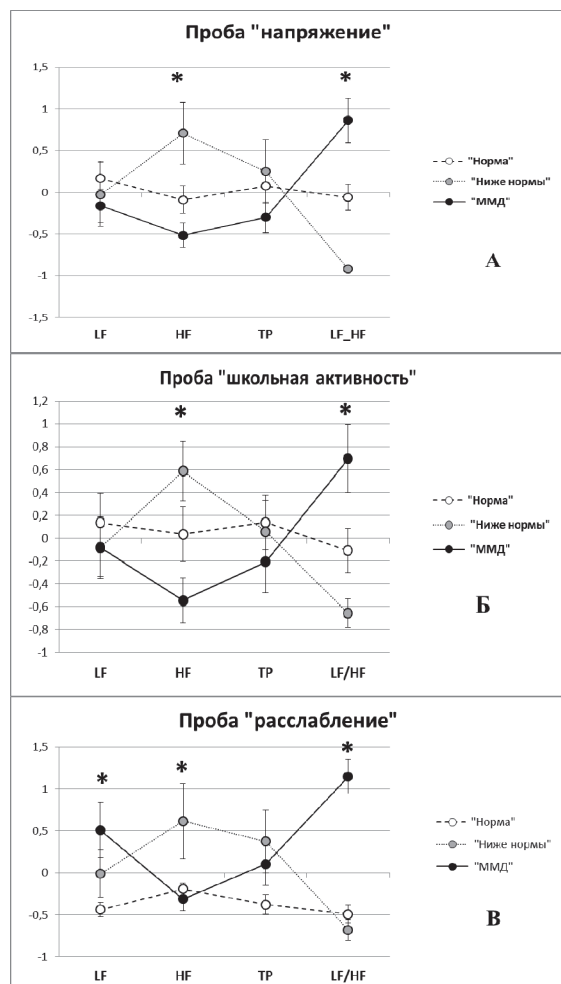 Проба "напряжение"
1,5
1
0,5
0
-0,5
-1
-1,5
* *
LF HF TP LF_HF
"Норма"
"Ниже нормы"
"ММД"
А
Проба "школьная активность"
1,2
1
0,8
0,6
0,4
0,2
0
-0,2
-0,4
-0,6
-0,8
-1
* *
LF HF TP LF/HF
"Норма"
"Ниже нормы"
"ММД"
Б
Проба "расслабление"
1,5
1
0,5
0
-0,5
-1
* * *
LF HF TP LF/HF
"Норма"
"Ниже нормы"
"ММД"
В